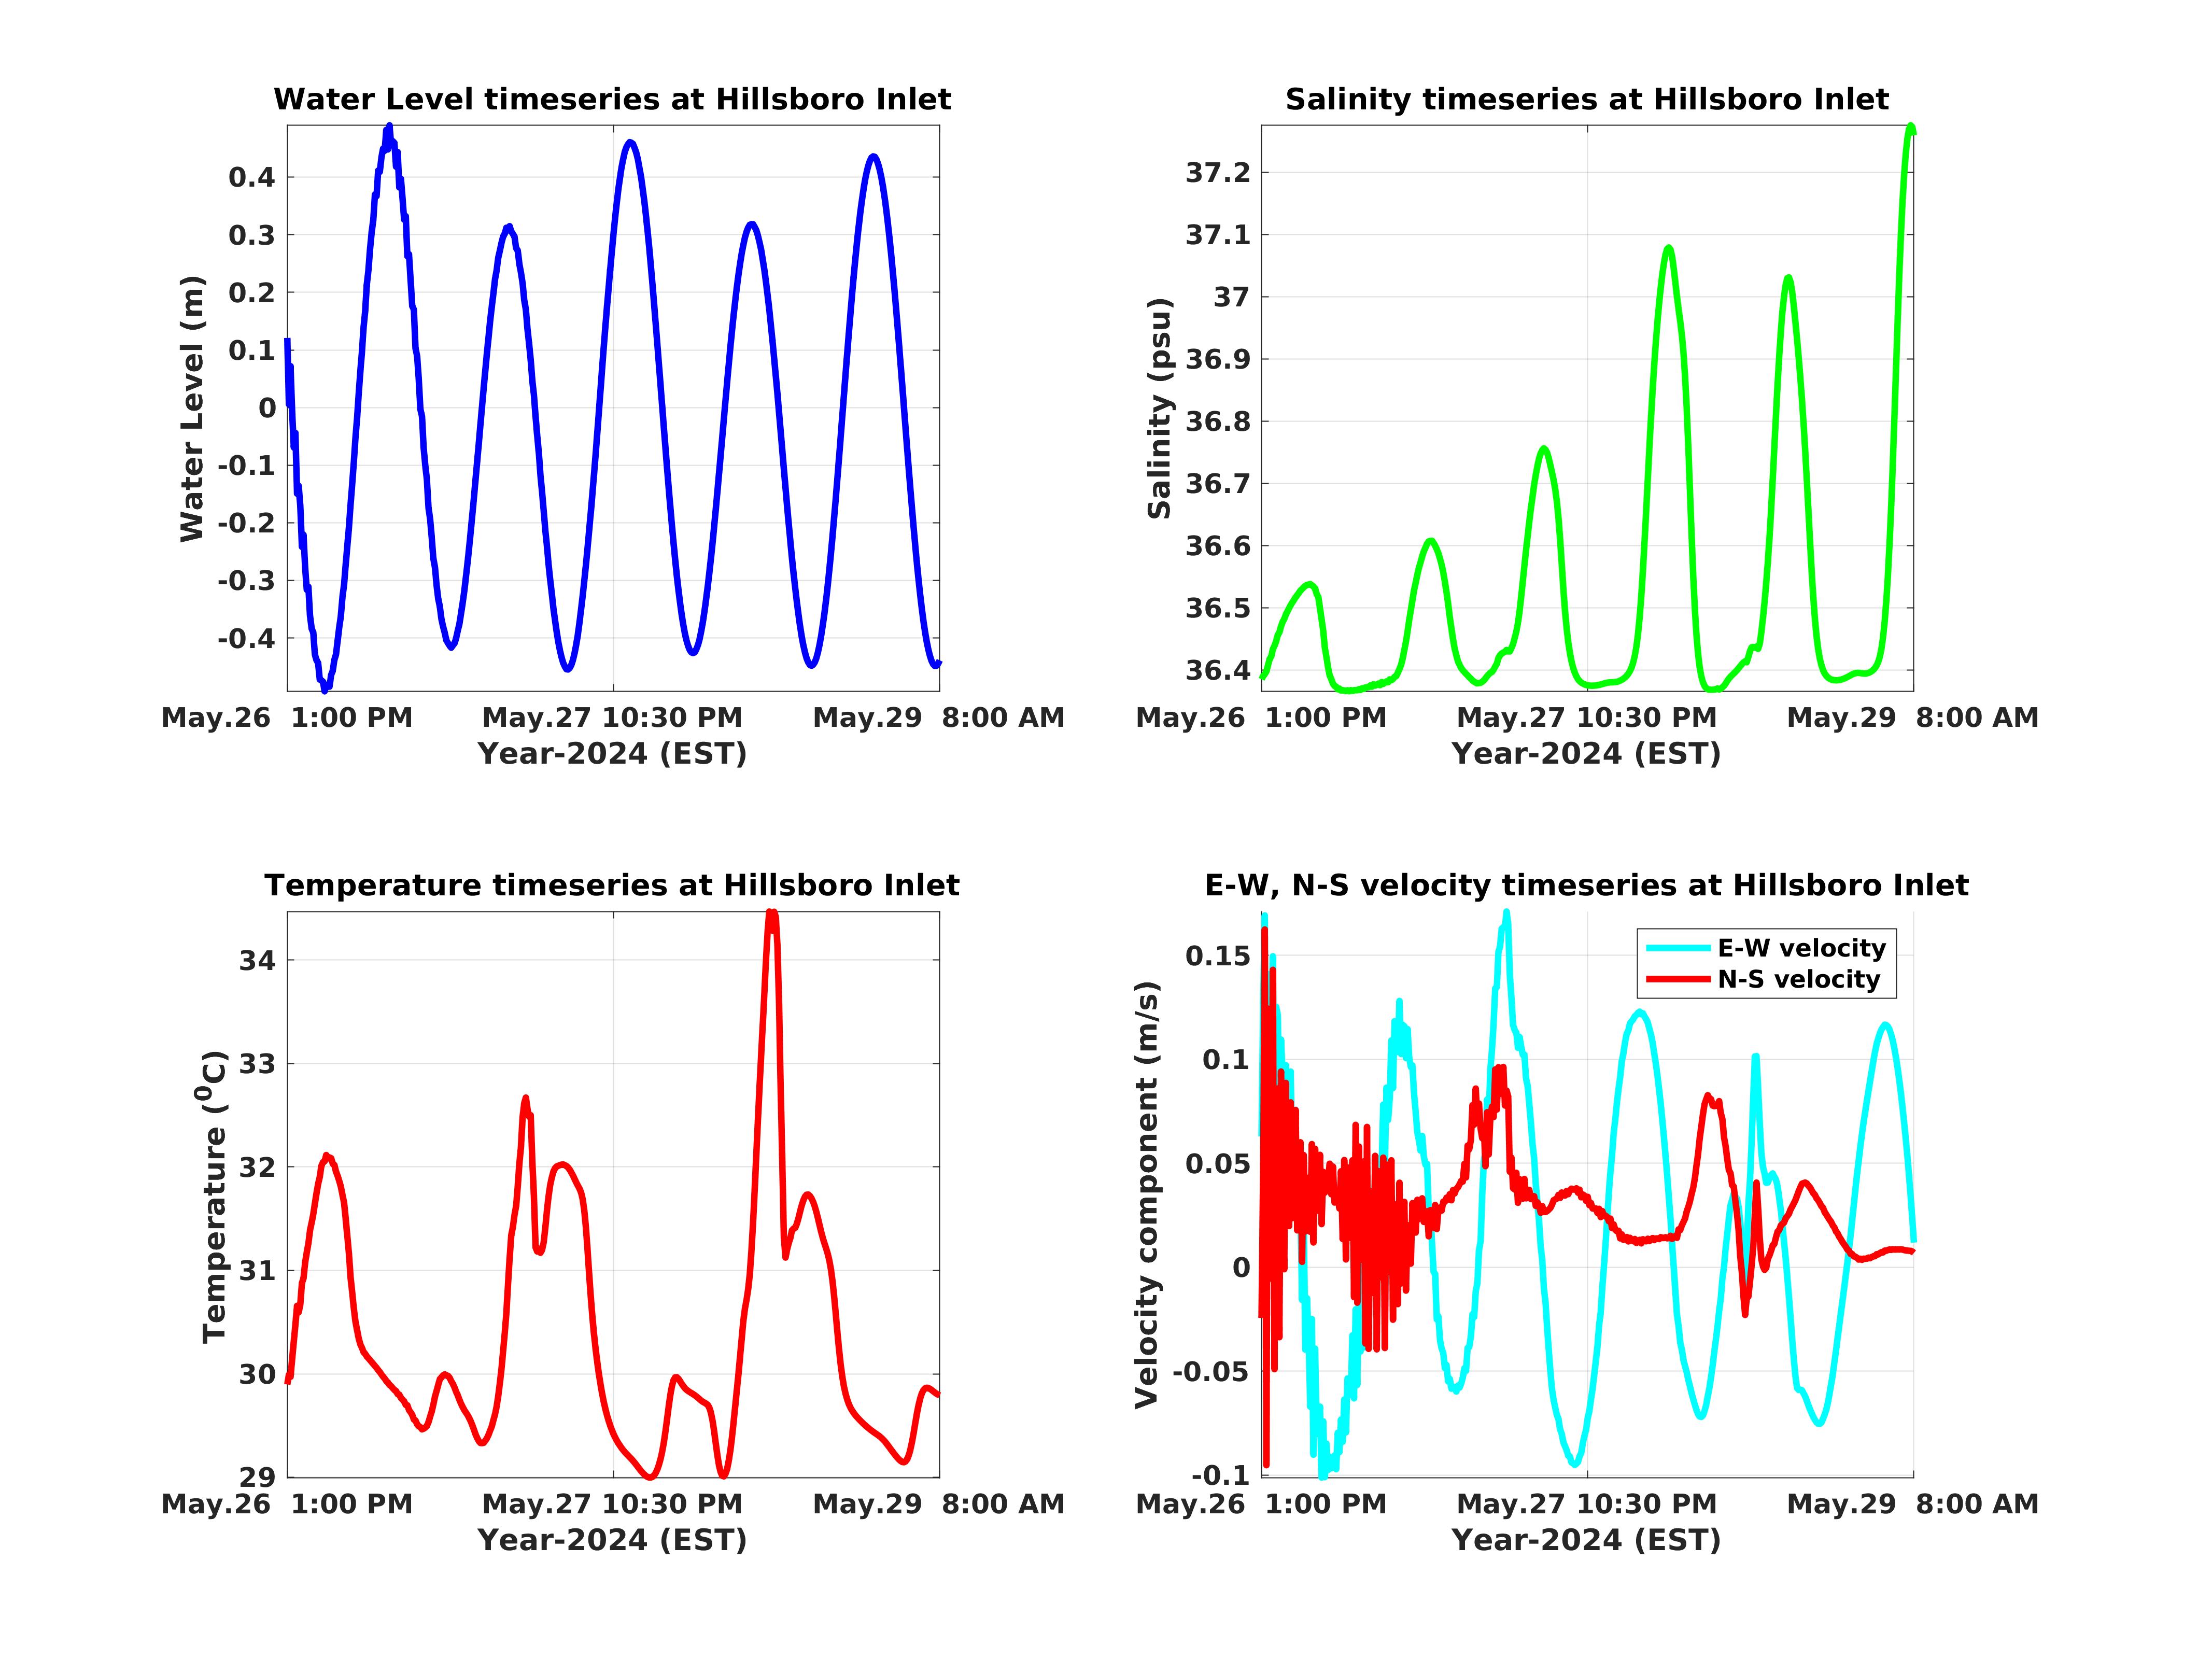 Water Level timeseries at Hillsboro Inlet
Water Level (m)
0.4
0.3
0.2
0.1
0
-0.1
-0.2
-0.3
-0.4
May.26 1:00 PM May.27 10:30 PM May.29 8:00 AM
Year-2024 (EST)
Salinity timeseries at Hillsboro Inlet
Salinity (psu)
37.2
37.1
37
36.9
36.8
36.7
36.6
36.5
36.4
May.26 1:00 PM May.27 10:30 PM May.29 8:00 AM
Year-2024 (EST)
Temperature timeseries at Hillsboro Inlet
Temperature (⁰C)
34
33
32
31
30
29
May.26 1:00 PM May.27 10:30 PM May.29 8:00 AM
Year-2024 (EST)
E-W, N-S velocity timeseries at Hillsboro Inlet
Velocity component (m/s)
E-W velocity
N-S velocity
0.15
0.1
0.05
0
-0.05
-0.1
May.26 1:00 PM May.27 10:30 PM May.29 8:00 AM
Year-2024 (EST)